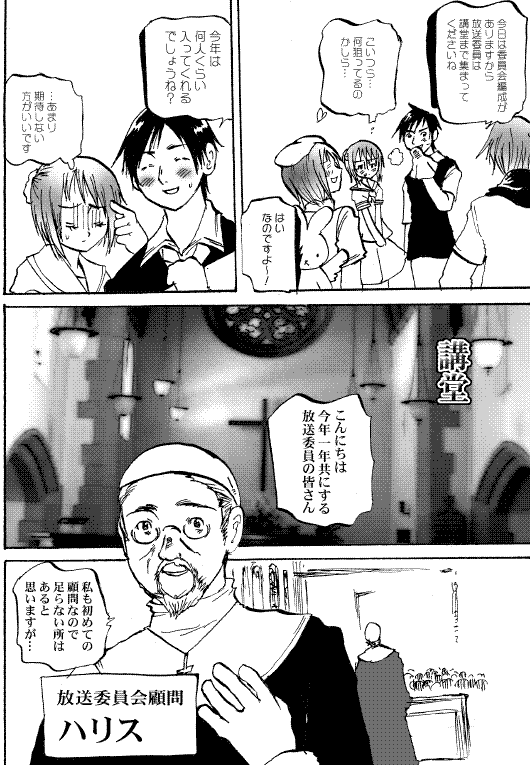 今日は委員会編成が
ありますから
放送委員は
講堂まで集まって
くださいね
こいつら…
何狙ってるの
かしら…
はい
なのですよ～!
今年は
何人くらい
入ってくれる
でしょうね?
…あまり
期待しない
方がいいです
講堂
こんにちは
今年一年共にする
放送委員の皆さん
私も初めての
顧問なので
足らない所は
あると
思いますが…
放送委員会顧問
ハリス